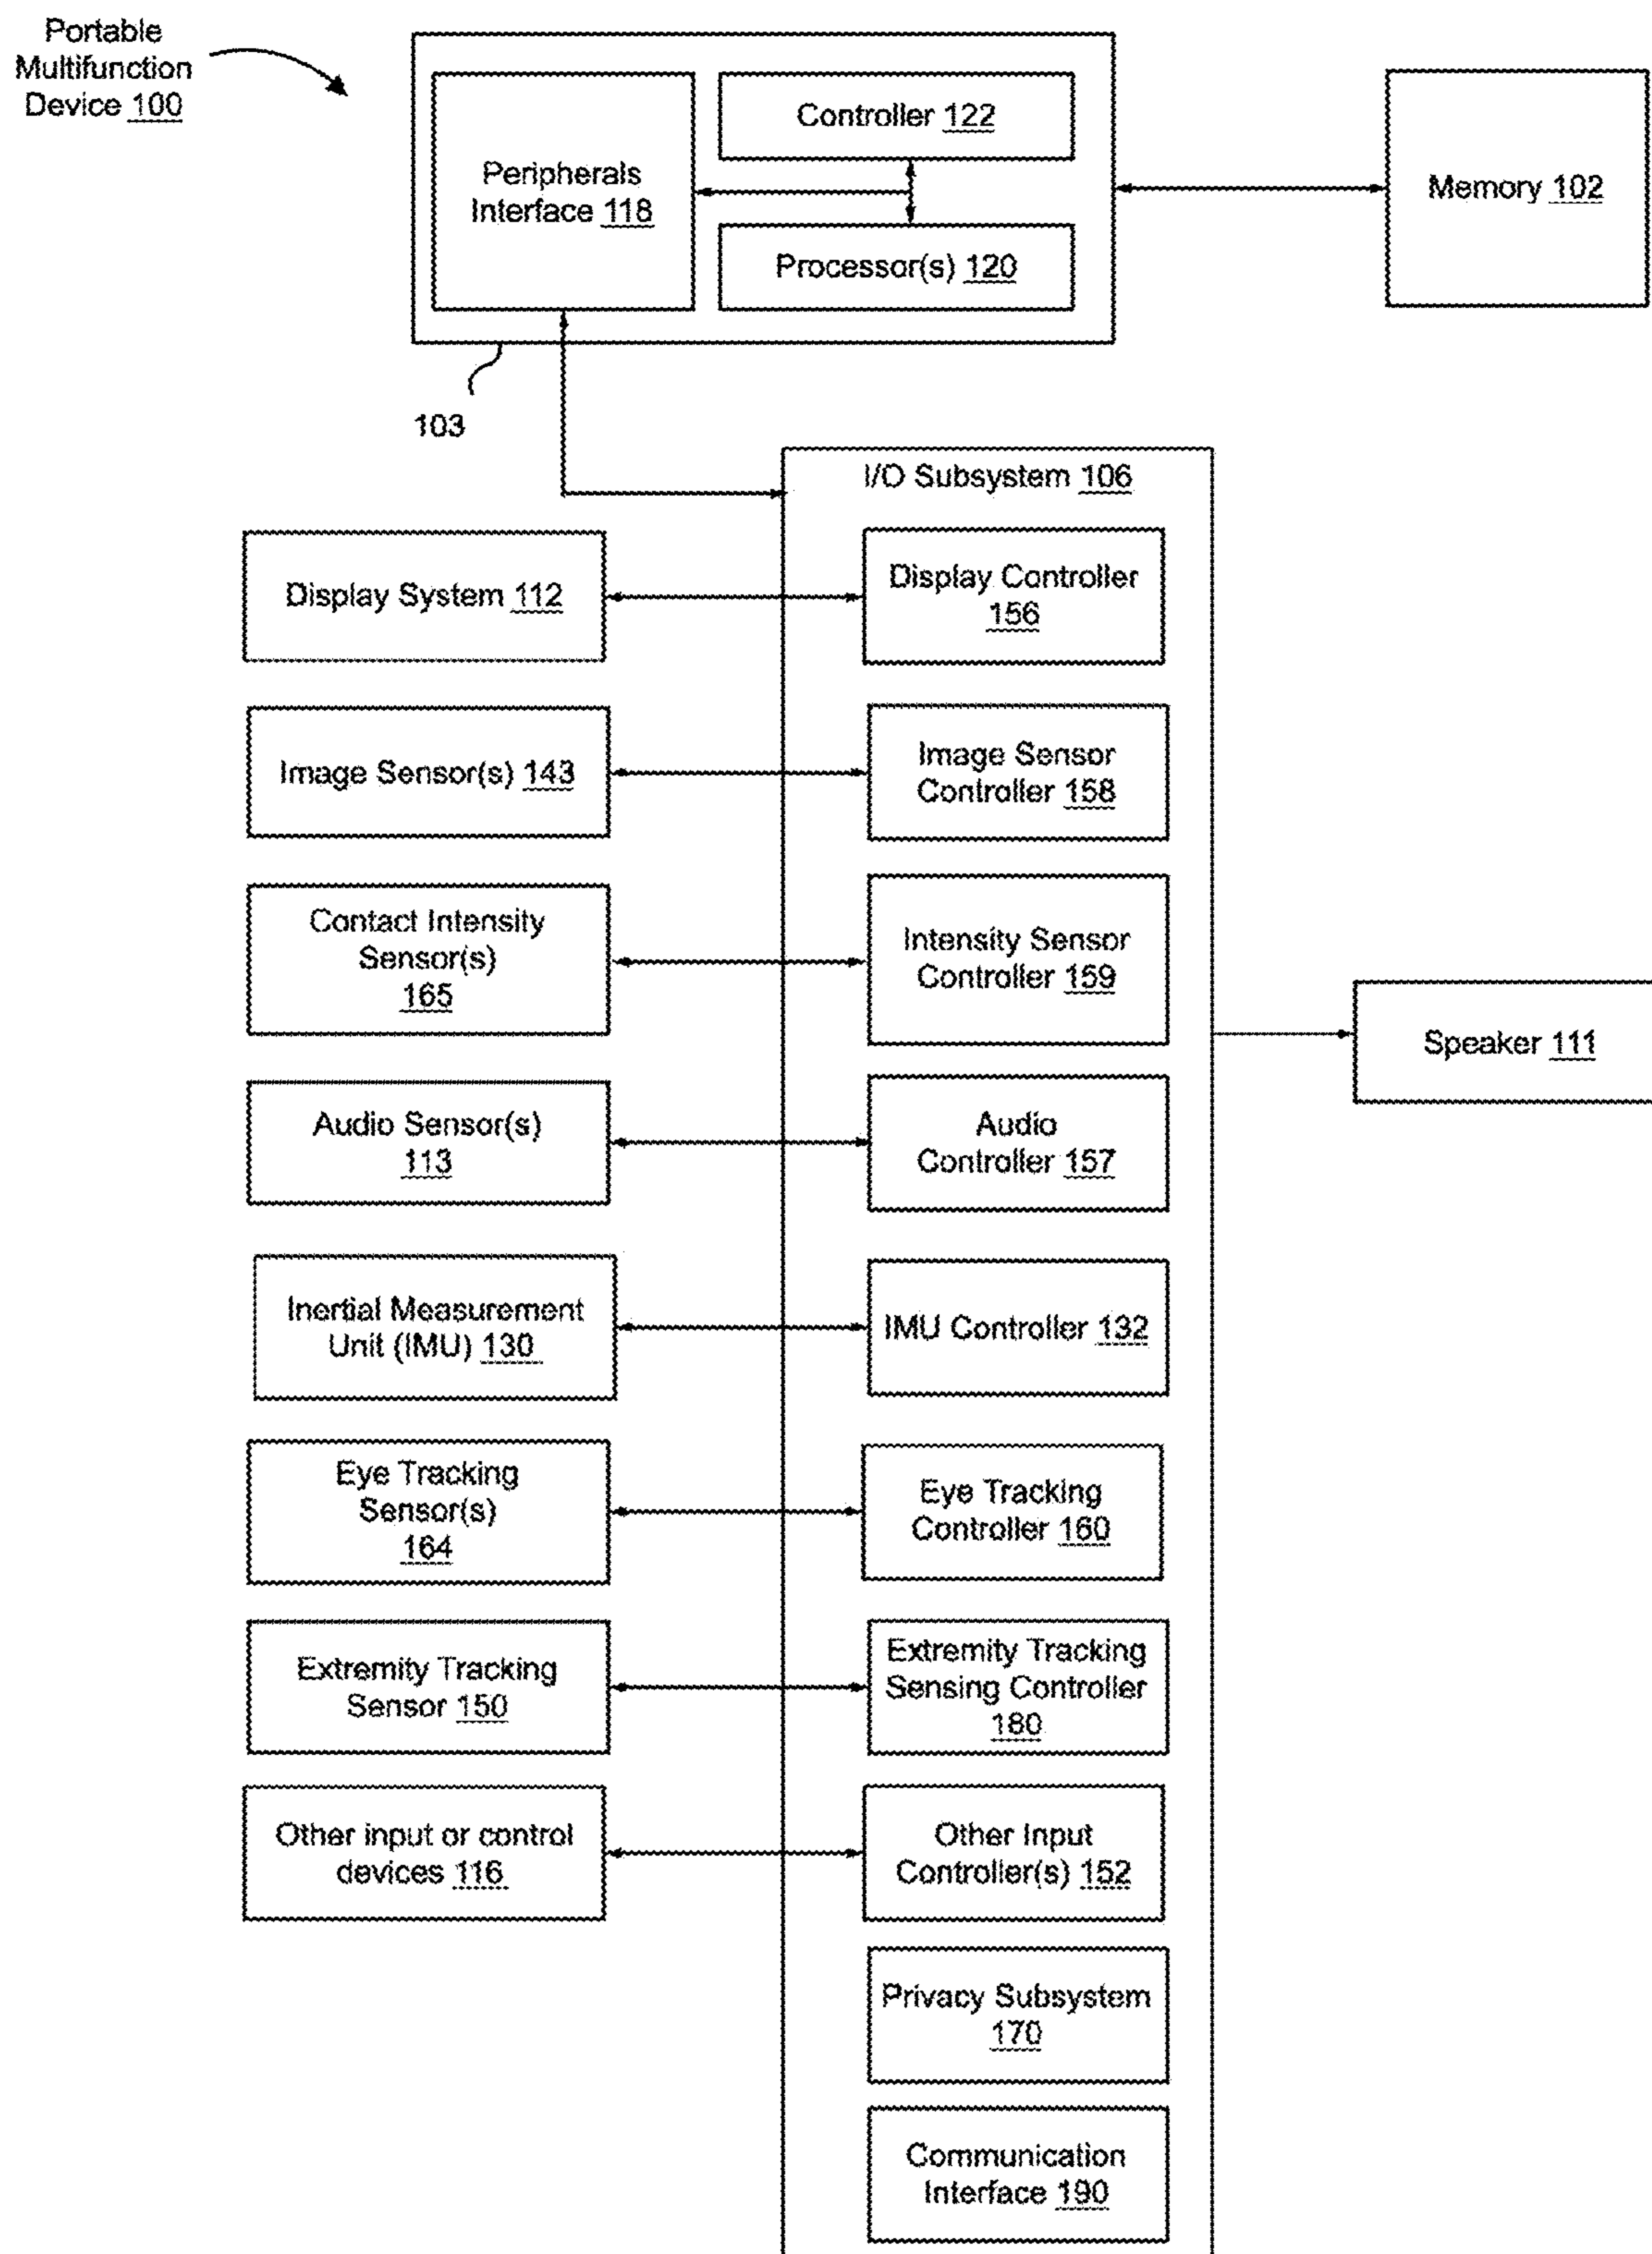 Portable
Multifunction
Device 100
Peripherals
Interface 118
Controller 122
Processor(s) 120
Memory 102
103
I/O Subsystem 106
Display System 112
Display Controller
156
Image Sensor(s) 143
Image Sensor
Controller 158
Contact Intensity
Sensor(s)
165
Intensity Sensor
Controller 159
Speaker 111
Audio Sensor(s)
113
Audio
Controller 157
Inertial Measurement
Unit (IMU) 130
IMU Controller 132
Eye Tracking
Sensor(s)
164
Eye Tracking
Controller 160
Extremity Tracking
Sensor 150
Extremity Tracking
Sensing Controller
180
Other input or control
devices 116
Other Input
Controller(s) 152
Privacy Subsystem
170
Communication
Interface 190